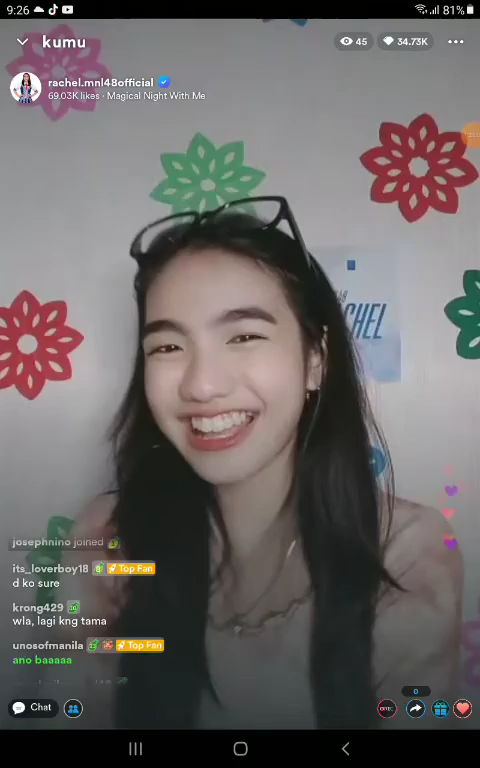 9:26
81%
kumu
45
34.73K
rachel.mnl48official
69.03K likes · Magical Night With Me
CHEL
josephnino joined
its_loverboy18 Top Fan
d ko sure
krong429
wla, lagi kng tama
unosofmanila Top Fan
ano baaaaa
0
Chat